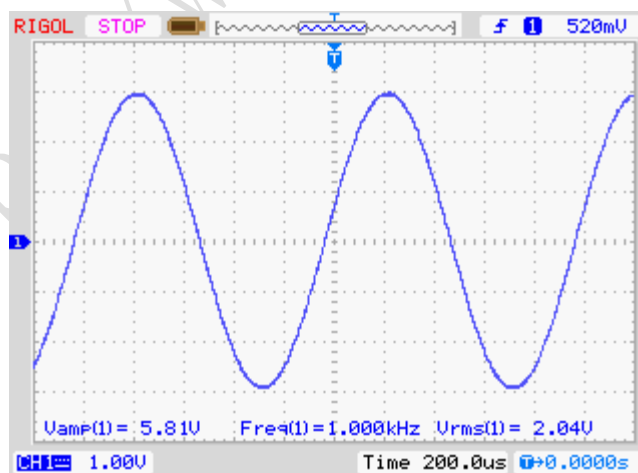 RIGOL STOP T f 1 520mV
T
1
Vamp(1)= 5.81V Freq(1)=1.000kHz Vrms(1)= 2.04V
CH1 1.00V Time 200.0us T→0.0000s